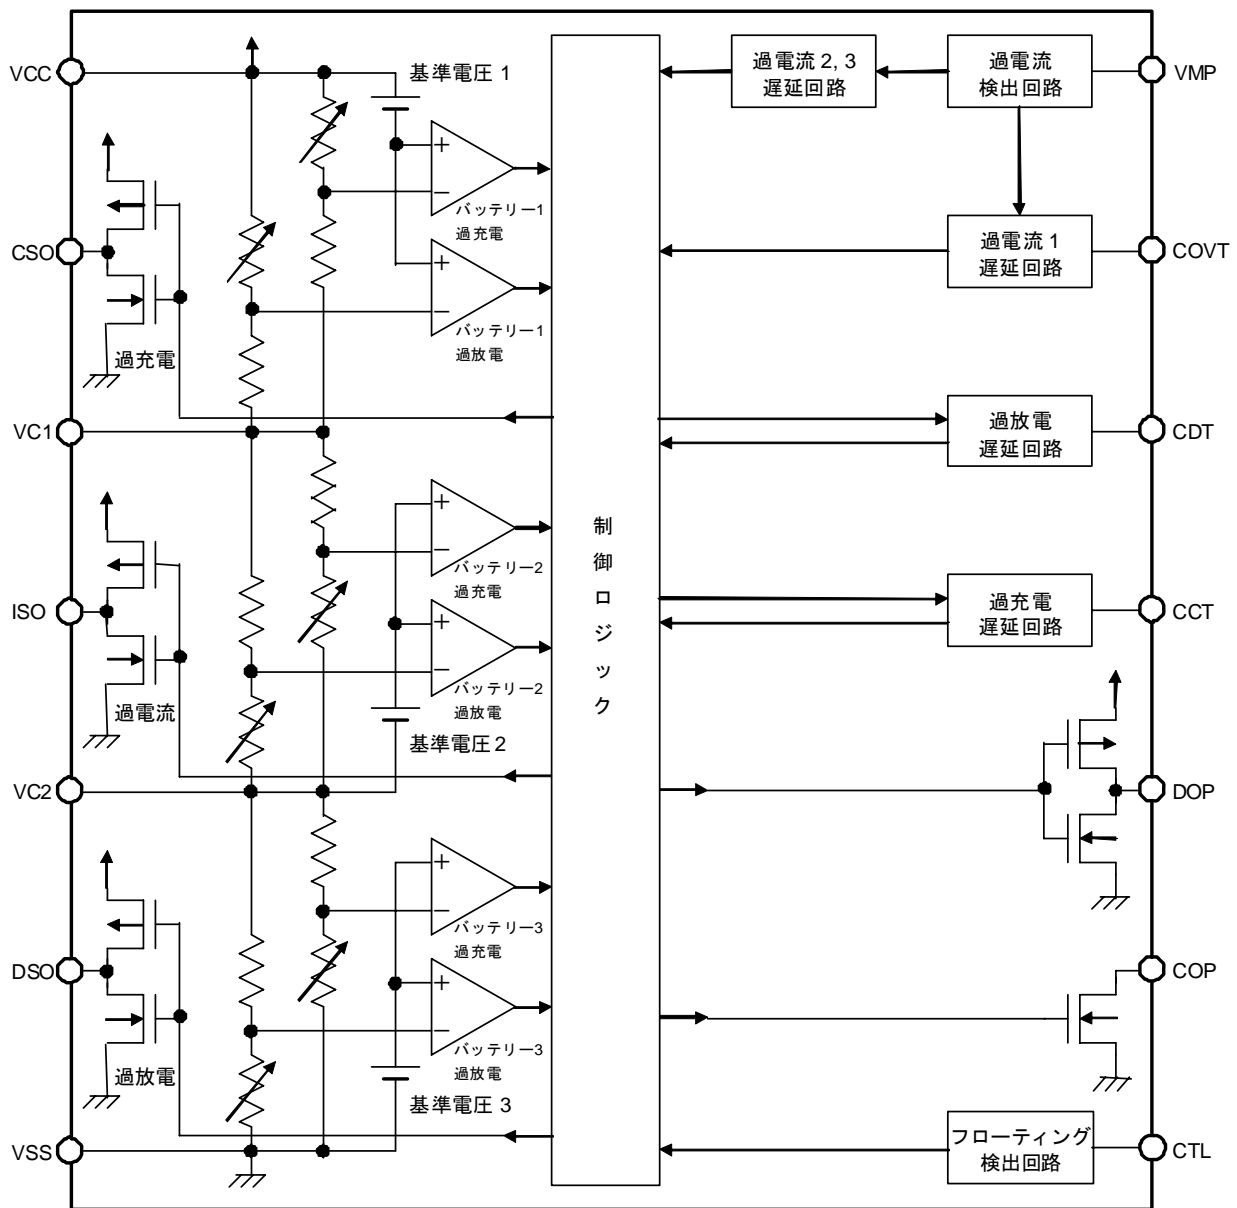 VCC
基準電圧 1
過電流 2, 3
遅延回路
過電流
検出回路
VMP
+
−
バッテリー1
過充電
CSO
+
−
バッテリー1
過放電
過電流 1
遅延回路
COVT
過充電
VC1
過放電
遅延回路
CDT
+
−
バッテリー2
過充電
制
御
ロ
ジ
ッ
ク
ISO
+
−
バッテリー2
過放電
過充電
遅延回路
CCT
過電流
基準電圧 2
VC2
DOP
+
−
バッテリー3
過充電
DSO
+
−
バッテリー3
過放電
COP
過放電
基準電圧 3
VSS
フローティング
検出回路
CTL